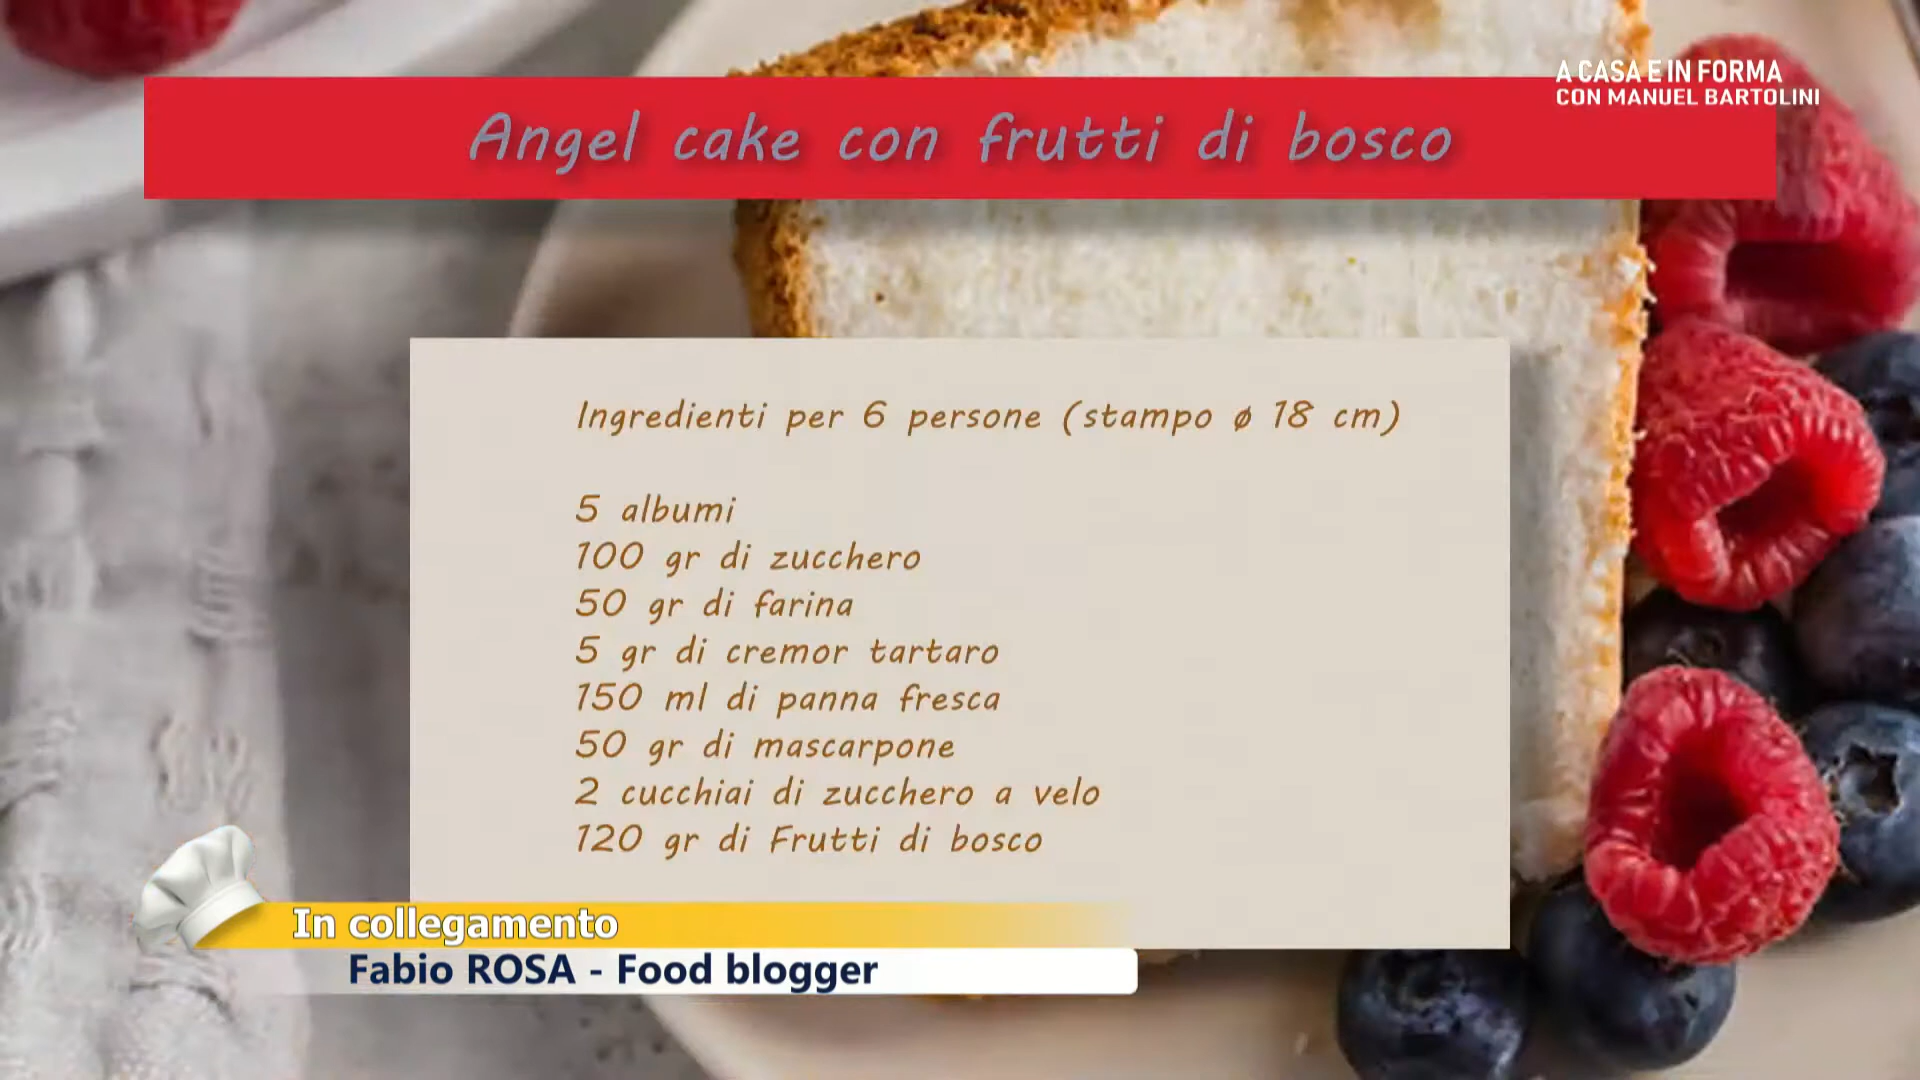 A CASA E IN FORMA
CON MANUEL BARTOLINI
Angel cake con frutti di bosco
Ingredienti per 6 persone (stampo ø 18 cm)
5 albumi
100 gr di zucchero
50 gr di farina
5 gr di cremor tartaro
150 ml di panna fresca
50 gr di mascarpone
2 cucchiai di zucchero a velo
120 gr di Frutti di bosco
In collegamento
Fabio ROSA - Food blogger